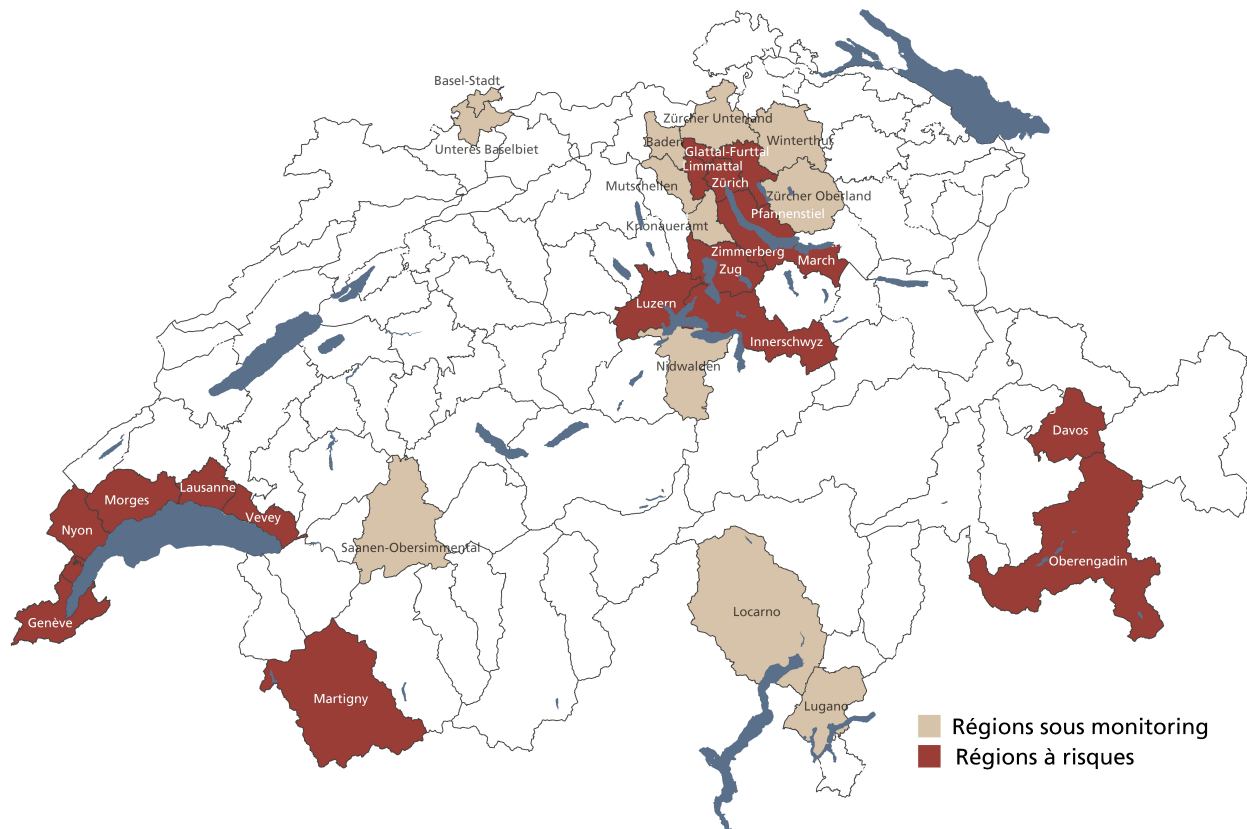 Basel-Stadt
Zürcher Unterland
Baden
Winterthur
Unteres Baselbiet
Glattal-Furttal
Limmattal
Zürich
Mutschellen
Zürcher Oberland
Pfannenstiel
Knonaueramt
Zimmerberg
March
Zug
Luzern
Innerschwyz
Nidwalden
Davos
Lausanne
Morges
Vevey
Nyon
Saanen-Obersimmental
Oberengadin
Locarno
Genève
Martigny
Lugano
Régions sous monitoring
Régions à risques